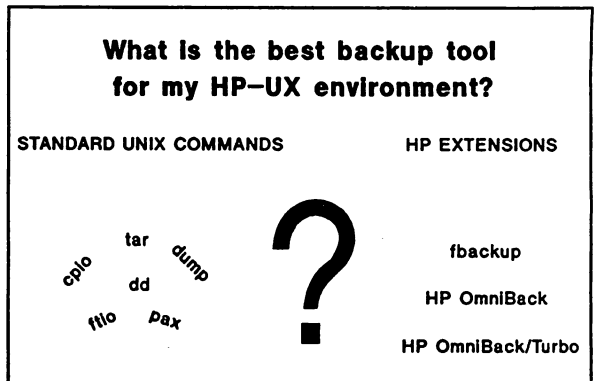 What is the best backup tool
for my HP-UX environment?
STANDARD UNIX COMMANDS
HP EXTENSIONS
tar
cpio
dump
dd
ftio
pax
?
fbackup
HP OmniBack
HP OmniBack/Turbo